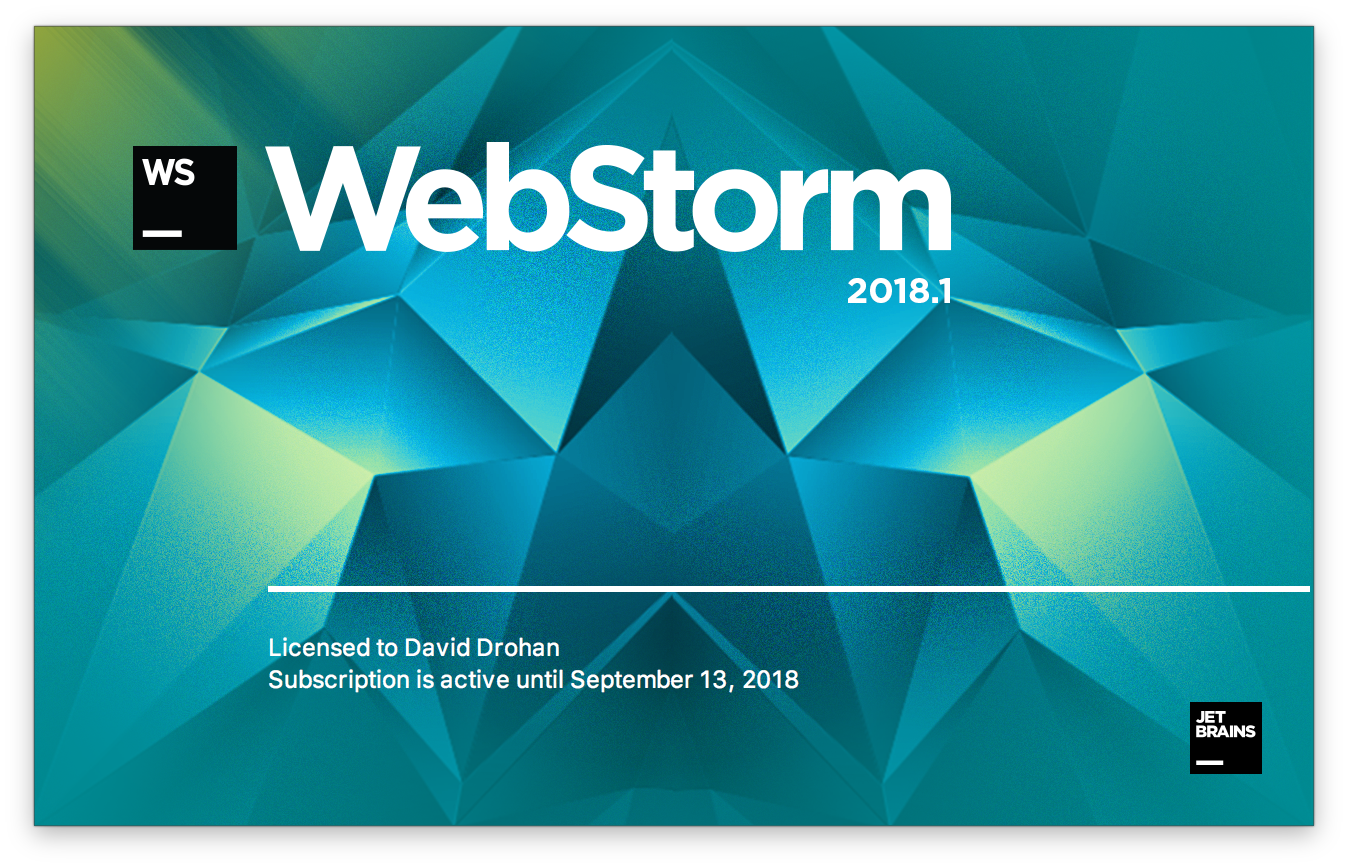 WS
WebStorm
2018.1
Licensed to David Drohan
Subscription is active until September 13, 2018
JET
BRAINS